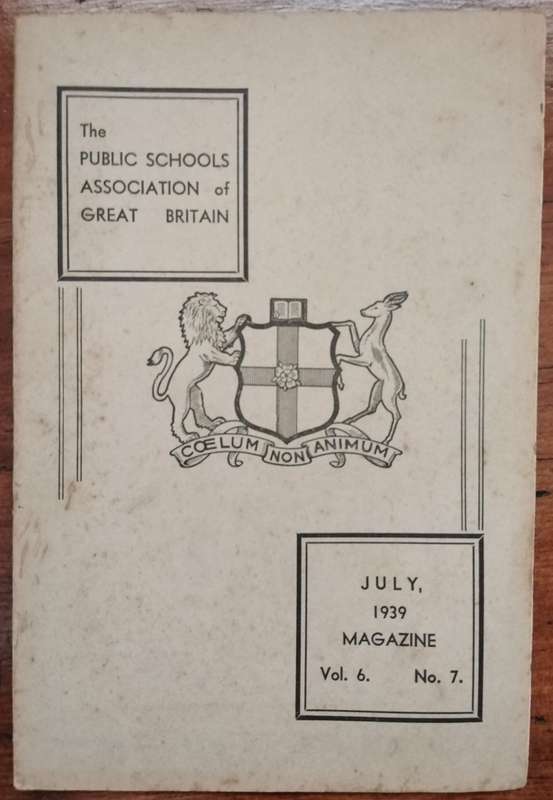 The
PUBLIC SCHOOLS
ASSOCIATION of
GREAT BRITAIN
CŒLUM NON ANIMUM
JULY,
1939
MAGAZINE
Vol. 6. No. 7.